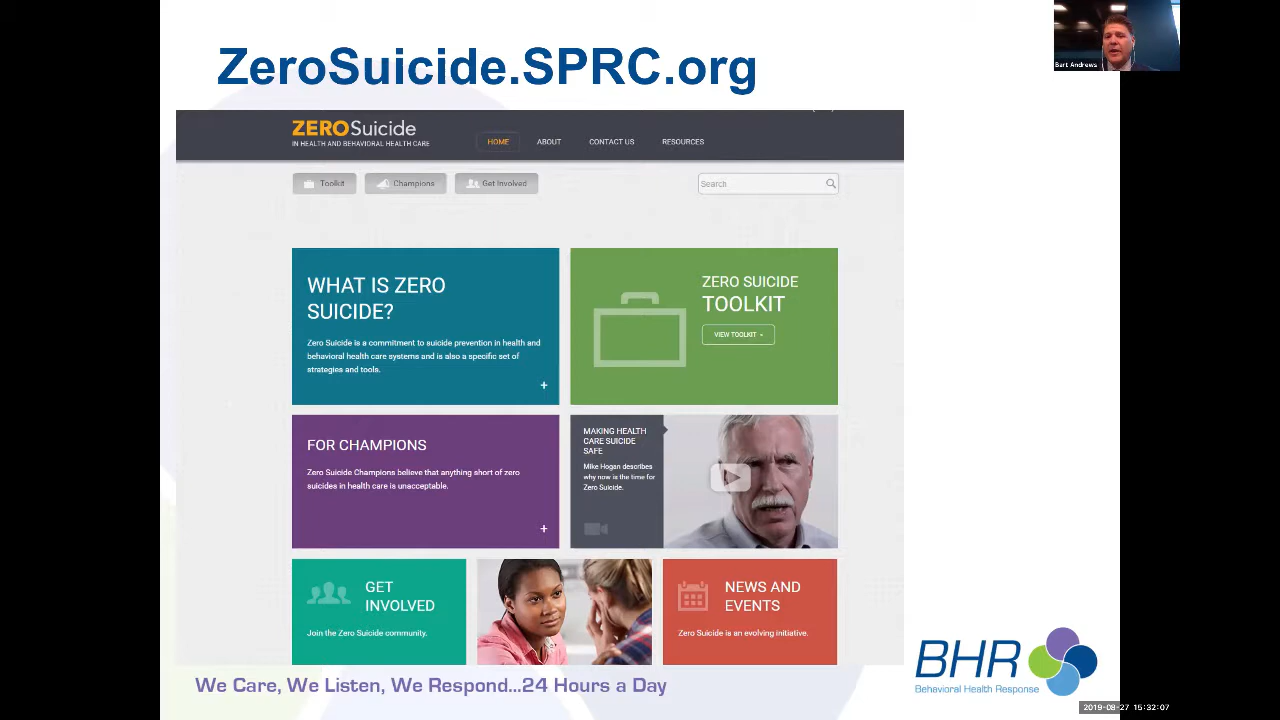 ZeroSuicide.SPRC.org
Bart Andrews
ZEROSuicide
IN HEALTH AND BEHAVIORAL HEALTH CARE
HOME ABOUT CONTACT US RESOURCES
Toolkit Champions Get Involved Search
WHAT IS ZERO
SUICIDE?
Zero Suicide is a commitment to suicide prevention in health and
behavioral health care systems and is also a specific set of
strategies and tools.
+
ZERO SUICIDE
TOOLKIT
VIEW TOOLKIT
FOR CHAMPIONS
Zero Suicide Champions believe that anything short of zero
suicides in health care is unacceptable.
+
MAKING HEALTH
CARE SUICIDE
SAFE
Mike Hogan describes
why now is the time for
Zero Suicide.
GET
INVOLVED
Join the Zero Suicide community.
NEWS AND
EVENTS
Zero Suicide is an evolving initiative.
We Care, We Listen, We Respond...24 Hours a Day
BHR
Behavioral Health Response
2019-08-27 15:32:07